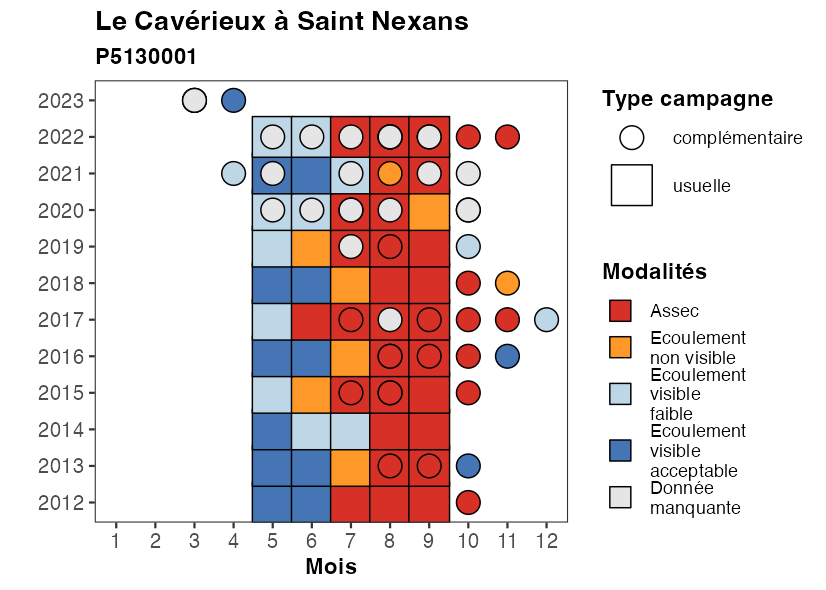 Le Cavérieux à Saint Nexans
P5130001
2023
2022
2021
2020
2019
2018
2017
2016
2015
2014
2013
2012
1 2 3 4 5 6 7 8 9 10 11 12
Mois
Type campagne
complémentaire
usuelle
Modalités
Assec
Ecoulement
non visible
Ecoulement
visible
faible
Ecoulement
visible
acceptable
Donnée
manquante